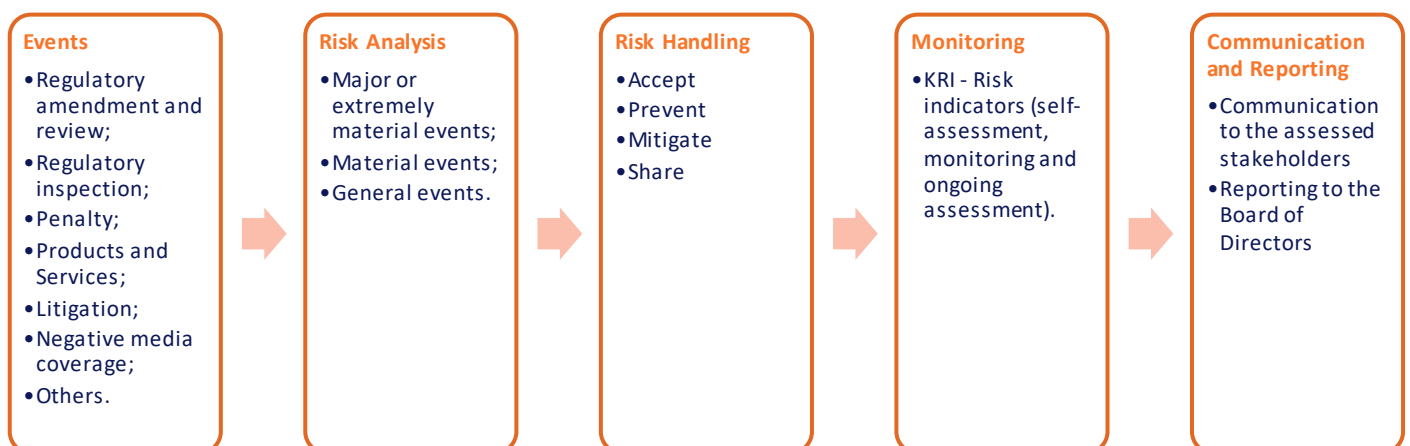 Events
•Regulatory
amendment and
review;
•Regulatory
inspection;
•Penalty;
•Products and
Services;
•Litigation;
•Negative media
coverage;
•Others.
Risk Analysis
•Major or
extremely
material events;
•Material events;
•General events.
Risk Handling
•Accept
•Prevent
•Mitigate
•Share
Monitoring
•KRI - Risk
indicators (self-
assessment,
monitoring and
ongoing
assessment).
Communication
and Reporting
•Communication
to the assessed
stakeholders
•Reporting to the
Board of
Directors